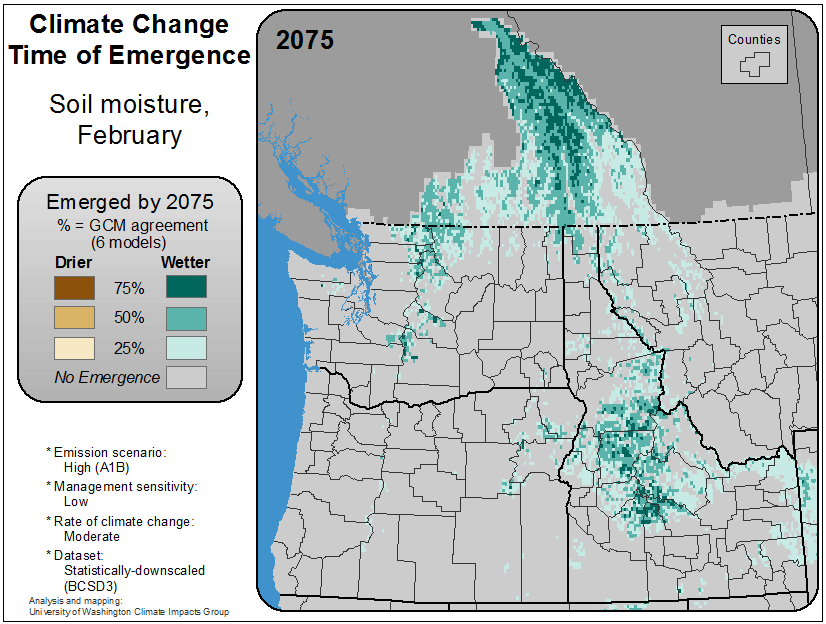 Climate Change
Time of Emergence
Soil moisture,
February
Emerged by 2075
% = GCM agreement
(6 models)
Drier Wetter
75%
50%
25%
No Emergence
* Emission scenario:
High (A1B)
* Management sensitivity:
Low
* Rate of climate change:
Moderate
* Dataset:
Statistically-downscaled
(BCSD3)
Analysis and mapping:
University of Washington Climate Impacts Group
2075
Counties